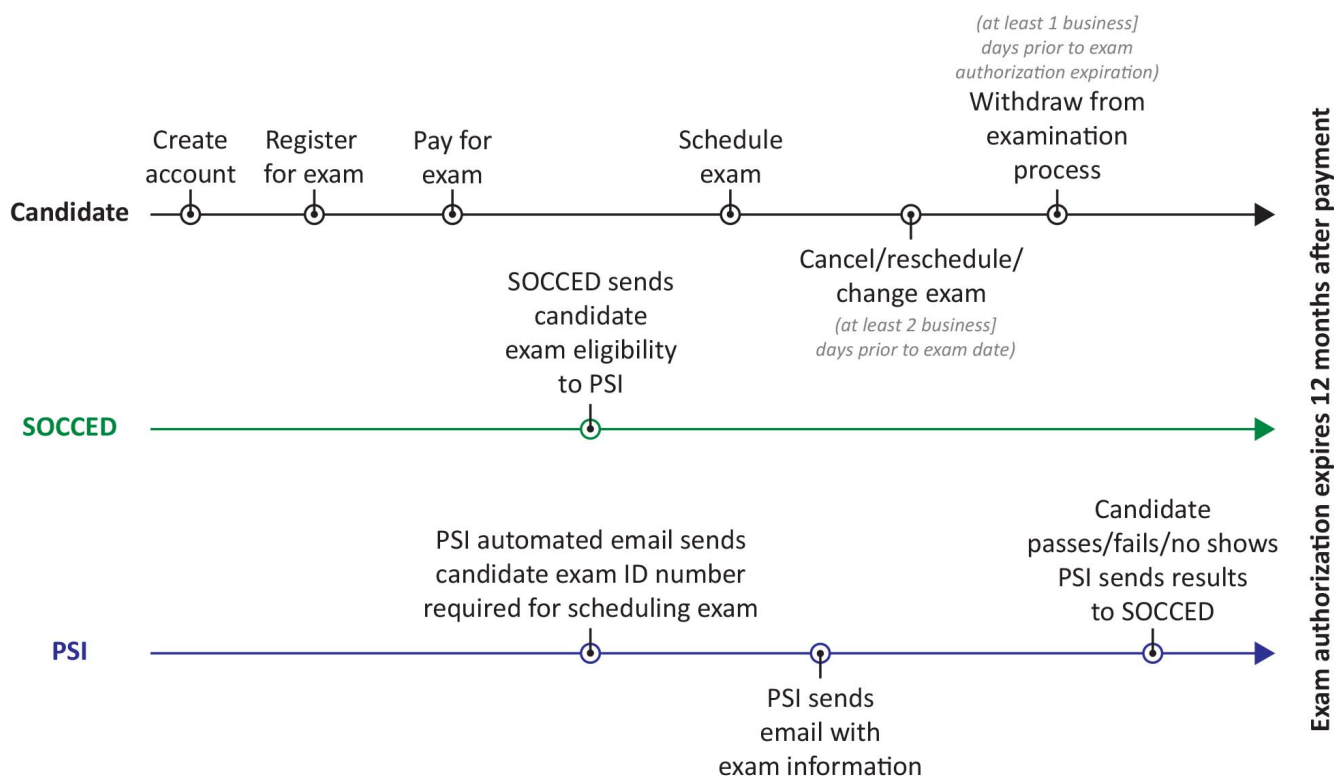 (at least 1 business]
days prior to exam
authorization expiration)
Withdraw from
examination
process
Create
account
Register
for exam
Pay for
exam
Schedule
exam
Candidate
Cancel/reschedule/
change exam
(at least 2 business]
days prior to exam date)
SOCCED sends
candidate
exam eligibility
to PSI
SOCCED
PSI automated email sends
candidate exam ID number
required for scheduling exam
Candidate
passes/fails/no shows
PSI sends results
to SOCCED
PSI
PSI sends
email with
exam information
Exam authorization expires 12 months after payment